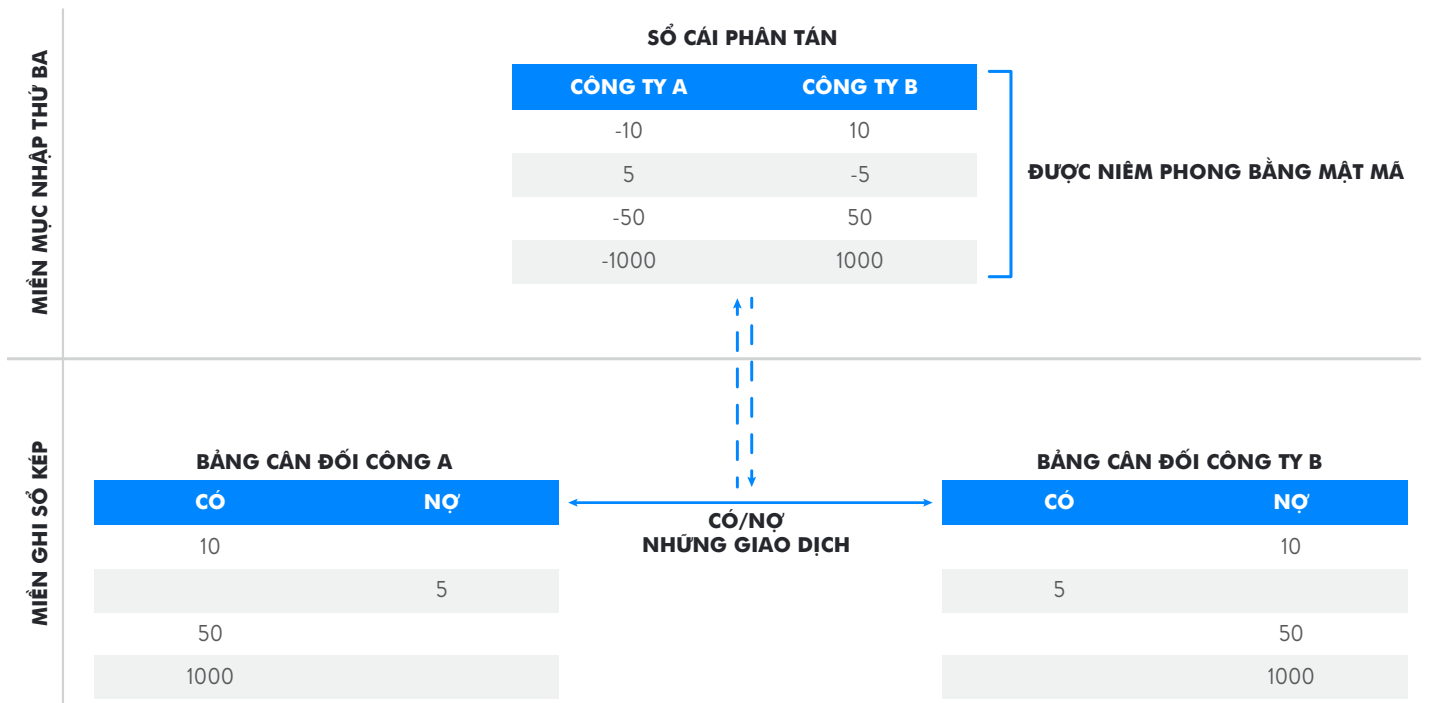 MIỀN MỤC NHẬP THỨ BA
SỔ CÁI PHÂN TÁN
CÔNG TY A CÔNG TY B
-10 10
5 -5
-50 50
-1000 1000
ĐƯỢC NIÊM PHONG BẰNG MẬT MÃ
MIỀN GHI SỔ KÉP
BẢNG CÂN ĐỐI CÔNG A
CÓ NỢ
10
5
50
1000
CÓ/NỢ
NHỮNG GIAO DỊCH
BẢNG CÂN ĐỐI CÔNG TY B
CÓ NỢ
10
5
50
1000